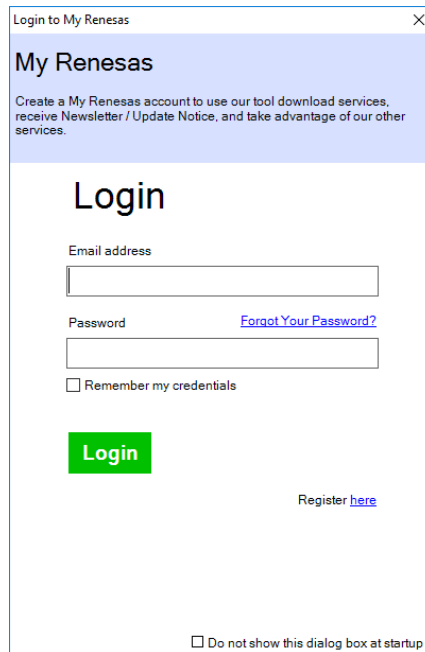 Login to My Renesas
My Renesas
Create a My Renesas account to use our tool download services,
receive Newsletter / Update Notice, and take advantage of our other
services.
Login
Email address
Password Forgot Your Password?
Remember my credentials
Login
Register here
Do not show this dialog box at startup